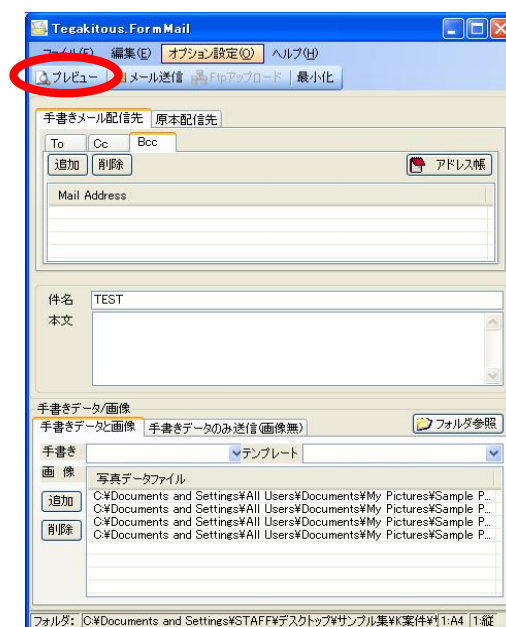 Tegakitous.FormMail
ファイル(F) 編集(E) オプション設定(O) ヘルプ(H)
プレビュー メール送信 Ftpアップロード 最小化
手書きメール配信先 原本配信先
To Cc Bcc
追加 削除 アドレス帳
Mail Address
件名 TEST
本文
手書きデータ/画像
手書きデータと画像 手書きデータのみ送信(画像無) フォルダ参照
手書き テンプレート
画 像 写真データファイル
追加 C:¥Documents and Settings¥All Users¥Documents¥My Pictures¥Sample P...
C:¥Documents and Settings¥All Users¥Documents¥My Pictures¥Sample P...
削除 C:¥Documents and Settings¥All Users¥Documents¥My Pictures¥Sample P...
C:¥Documents and Settings¥All Users¥Documents¥My Pictures¥Sample P...
フォルダ: C:¥Documents and Settings¥STAFF¥デスクトップ¥サンプル集¥K案件¥ 1:A4 1:縦